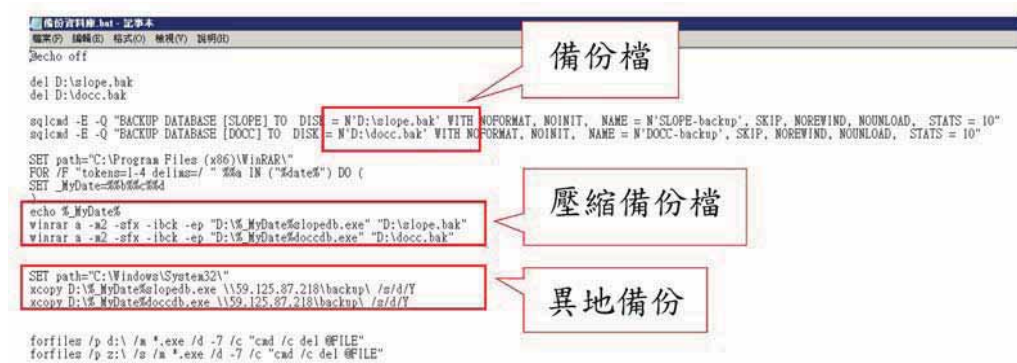 備份資料庫.bat - 記事本
檔案(F) 編輯(E) 格式(O) 檢視(V) 說明(H)
@echo off
del D:\slope.bak
del D:\docc.bak
sqlcmd -E -Q "BACKUP DATABASE [SLOPE] TO  DISK = N'D:\slope.bak' WITH NOFORMAT, NOINIT,  NAME = N'SLOPE-backup', SKIP, NOREWIND, NOUNLOAD,  STATS = 10"
sqlcmd -E -Q "BACKUP DATABASE [DOCC] TO  DISK = N'D:\docc.bak' WITH NOFORMAT, NOINIT,  NAME = N'DOCC-backup', SKIP, NOREWIND, NOUNLOAD,  STATS = 10"
備份檔
SET path="C:\Program Files (x86)\WinRAR\"
FOR /F "tokens=1-4 delims=/ " %%a IN ("%date%") DO (
SET _MyDate=%%b%%c%%d
)
echo %_MyDate%
winrar a -m2 -sfx -ibck -ep "D:\%_MyDate%slopedb.exe" "D:\slope.bak"
winrar a -m2 -sfx -ibck -ep "D:\%_MyDate%doccdb.exe" "D:\docc.bak"
壓縮備份檔
SET path="C:\Windows\System32\"
xcopy D:\%_MyDate%slopedb.exe \\59.125.87.218\backup\ /s/d/Y
xcopy D:\%_MyDate%doccdb.exe \\59.125.87.218\backup\ /s/d/Y
異地備份
forfiles /p d:\ /m *.exe /d -7 /c "cmd /c del @FILE"
forfiles /p z:\ /s /m *.exe /d -7 /c "cmd /c del @FILE"